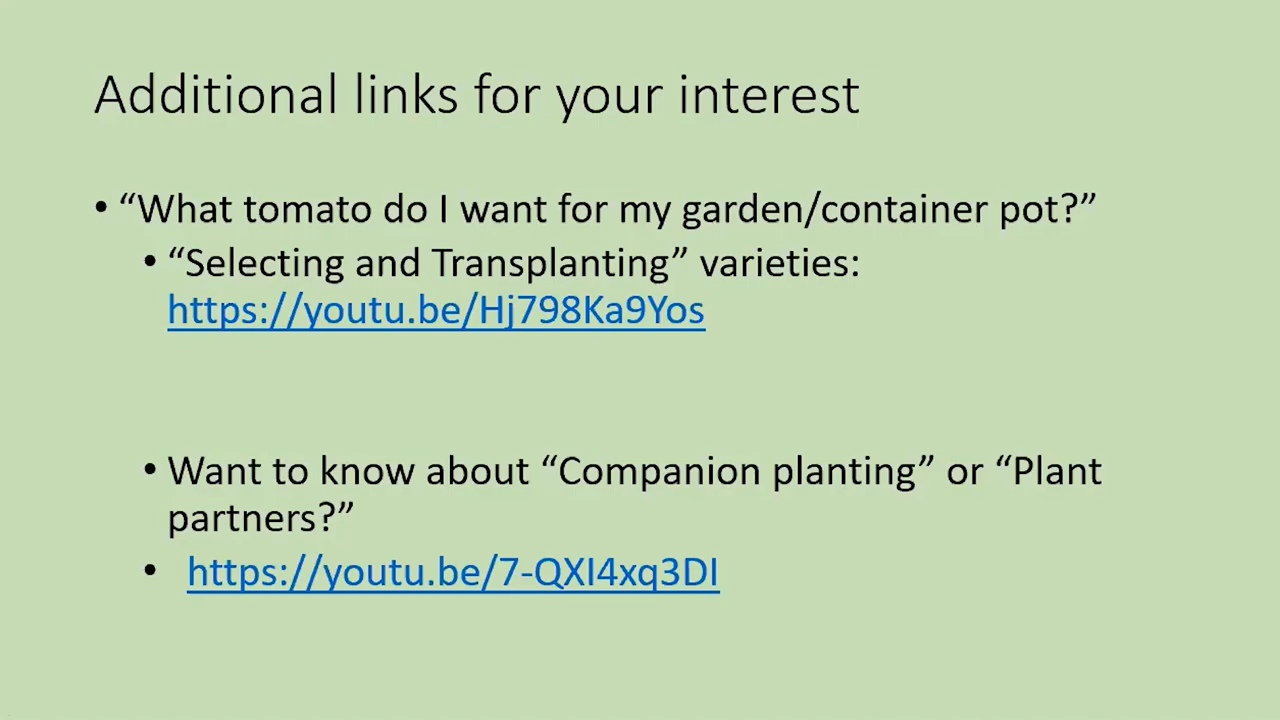 Additional links for your interest
• “What tomato do I want for my garden/container pot?”
• “Selecting and Transplanting” varieties:
https://youtu.be/Hj798Ka9Yos
• Want to know about “Companion planting” or “Plant
partners?”
• https://youtu.be/7-QXI4xq3DI